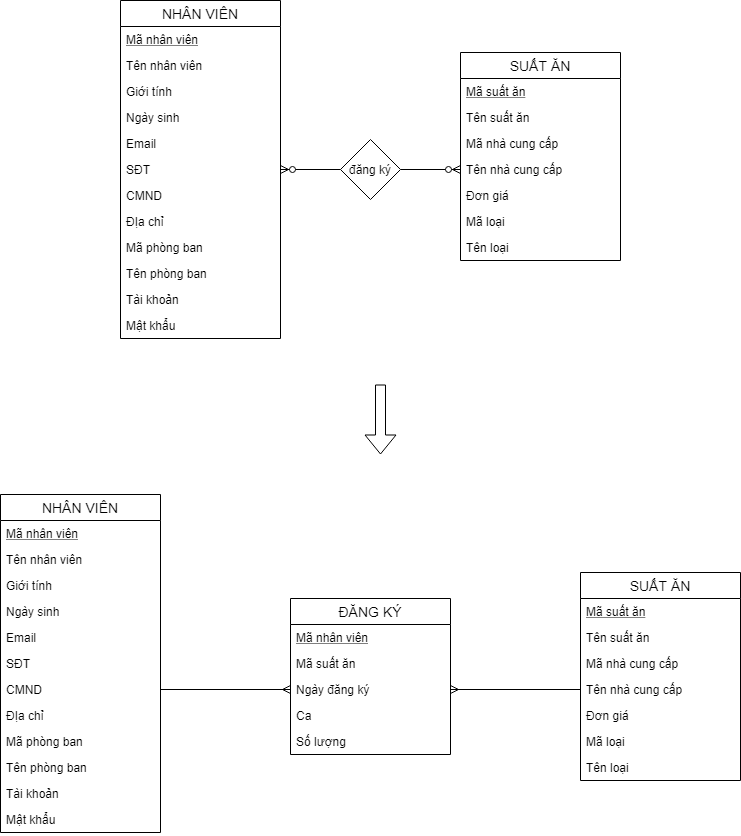 NHÂN VIÊN
Mã nhân viên
Tên nhân viên
Giới tính
Ngày sinh
Email
SĐT
CMND
Địa chỉ
Mã phòng ban
Tên phòng ban
Tài khoản
Mật khẩu
đăng ký
SUẤT ĂN
Mã suất ăn
Tên suất ăn
Mã nhà cung cấp
Tên nhà cung cấp
Đơn giá
Mã loại
Tên loại
NHÂN VIÊN
Mã nhân viên
Tên nhân viên
Giới tính
Ngày sinh
Email
SĐT
CMND
Địa chỉ
Mã phòng ban
Tên phòng ban
Tài khoản
Mật khẩu
ĐĂNG KÝ
Mã nhân viên
Mã suất ăn
Ngày đăng ký
Ca
Số lượng
SUẤT ĂN
Mã suất ăn
Tên suất ăn
Mã nhà cung cấp
Tên nhà cung cấp
Đơn giá
Mã loại
Tên loại